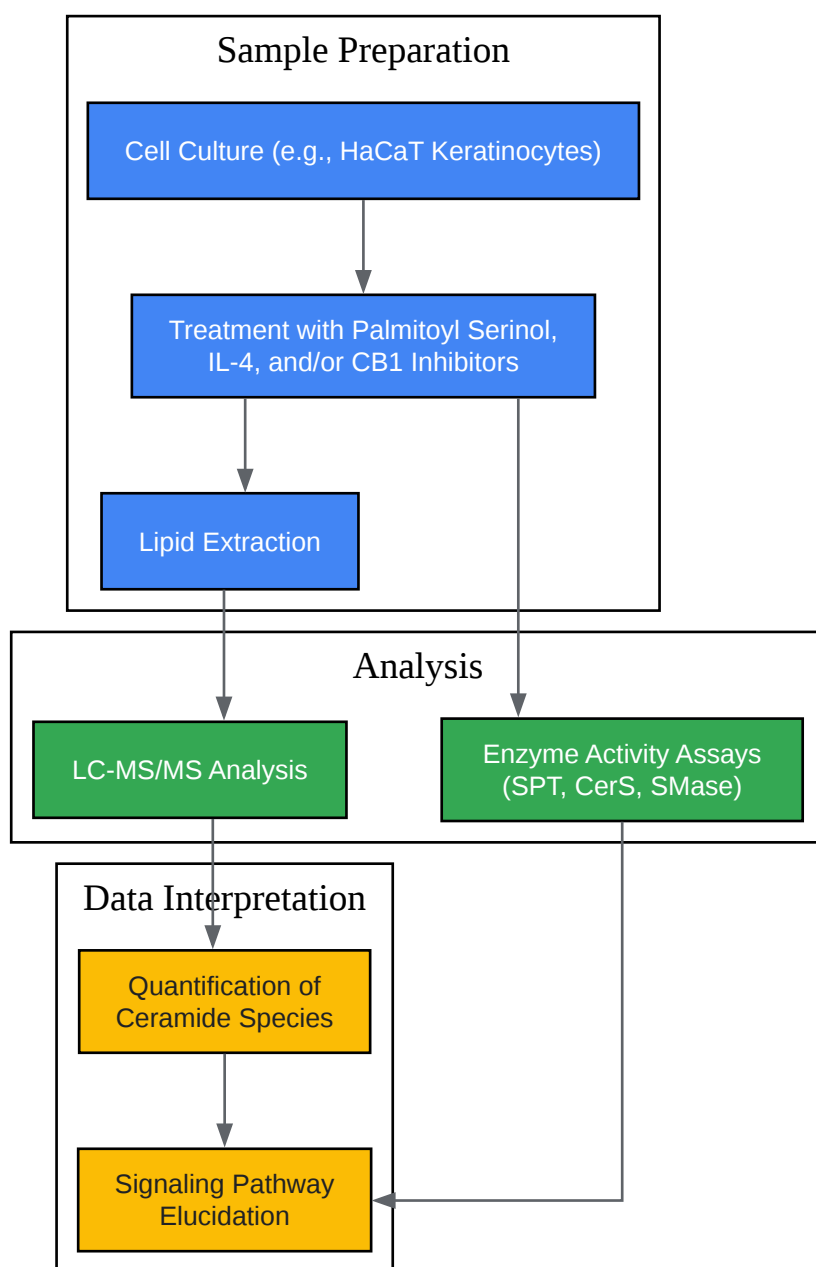 Sample Preparation
Cell Culture (e.g., HaCaT Keratinocytes)
Treatment with Palmitoyl Serinol,
IL-4, and/or CB1 Inhibitors
Lipid Extraction
Analysis
LC-MS/MS Analysis
Enzyme Activity Assays
(SPT, CerS, SMase)
Data Interpretation
Quantification of
Ceramide Species
Signaling Pathway
Elucidation